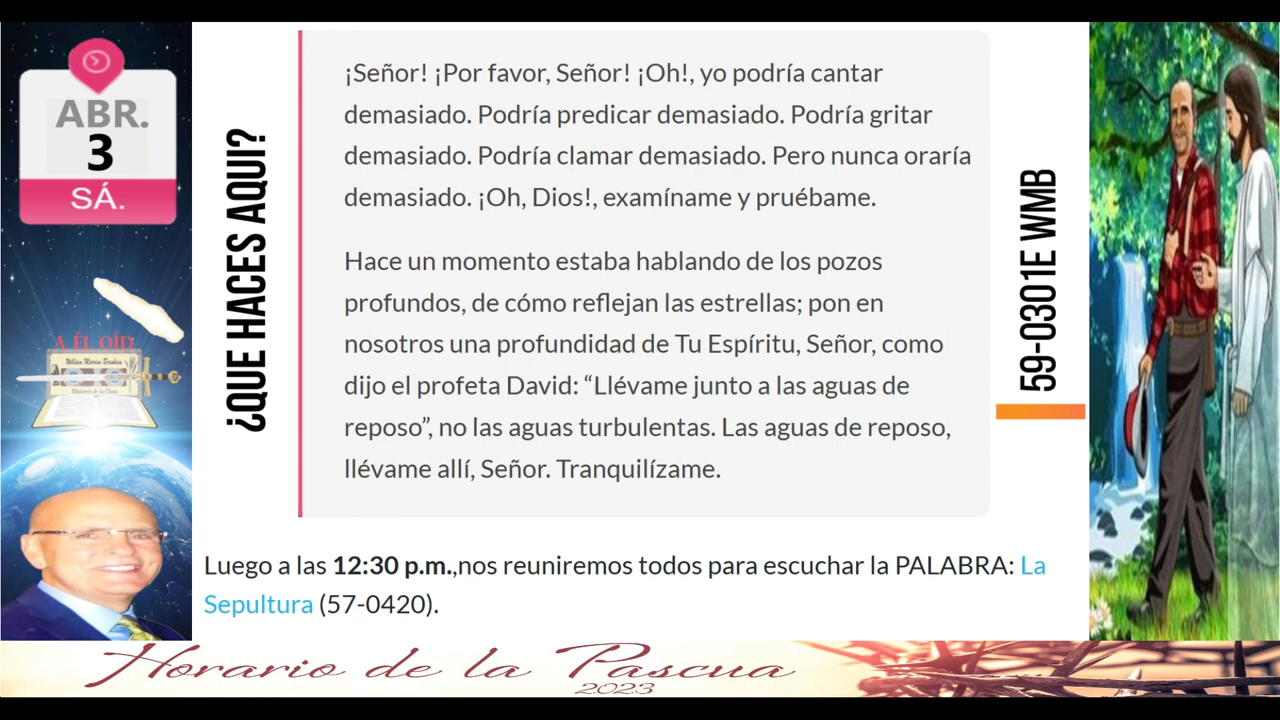 ABR.
3
SÁ.
A ÉL OÍD
William Marrion Branham
¿QUE HACES AQUI?
¡Señor! ¡Por favor, Señor! ¡Oh!, yo podría cantar
demasiado. Podría predicar demasiado. Podría gritar
demasiado. Podría clamar demasiado. Pero nunca oraría
demasiado. ¡Oh, Dios!, examíname y pruébame.
Hace un momento estaba hablando de los pozos
profundos, de cómo reflejan las estrellas; pon en
nosotros una profundidad de Tu Espíritu, Señor, como
dijo el profeta David: “Llévame junto a las aguas de
reposo”, no las aguas turbulentas. Las aguas de reposo,
llévame allí, Señor. Tranquilízame.
59-0301E WMB
Luego a las 12:30 p.m.,nos reuniremos todos para escuchar la PALABRA: La
Sepultura (57-0420).
Horario de la Pascua
2023